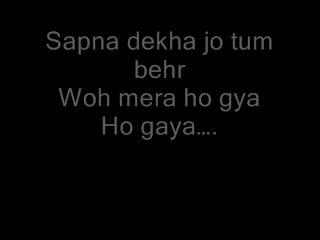 Sapna dekha jo tum
behr
Woh mera ho gya
Ho gaya....